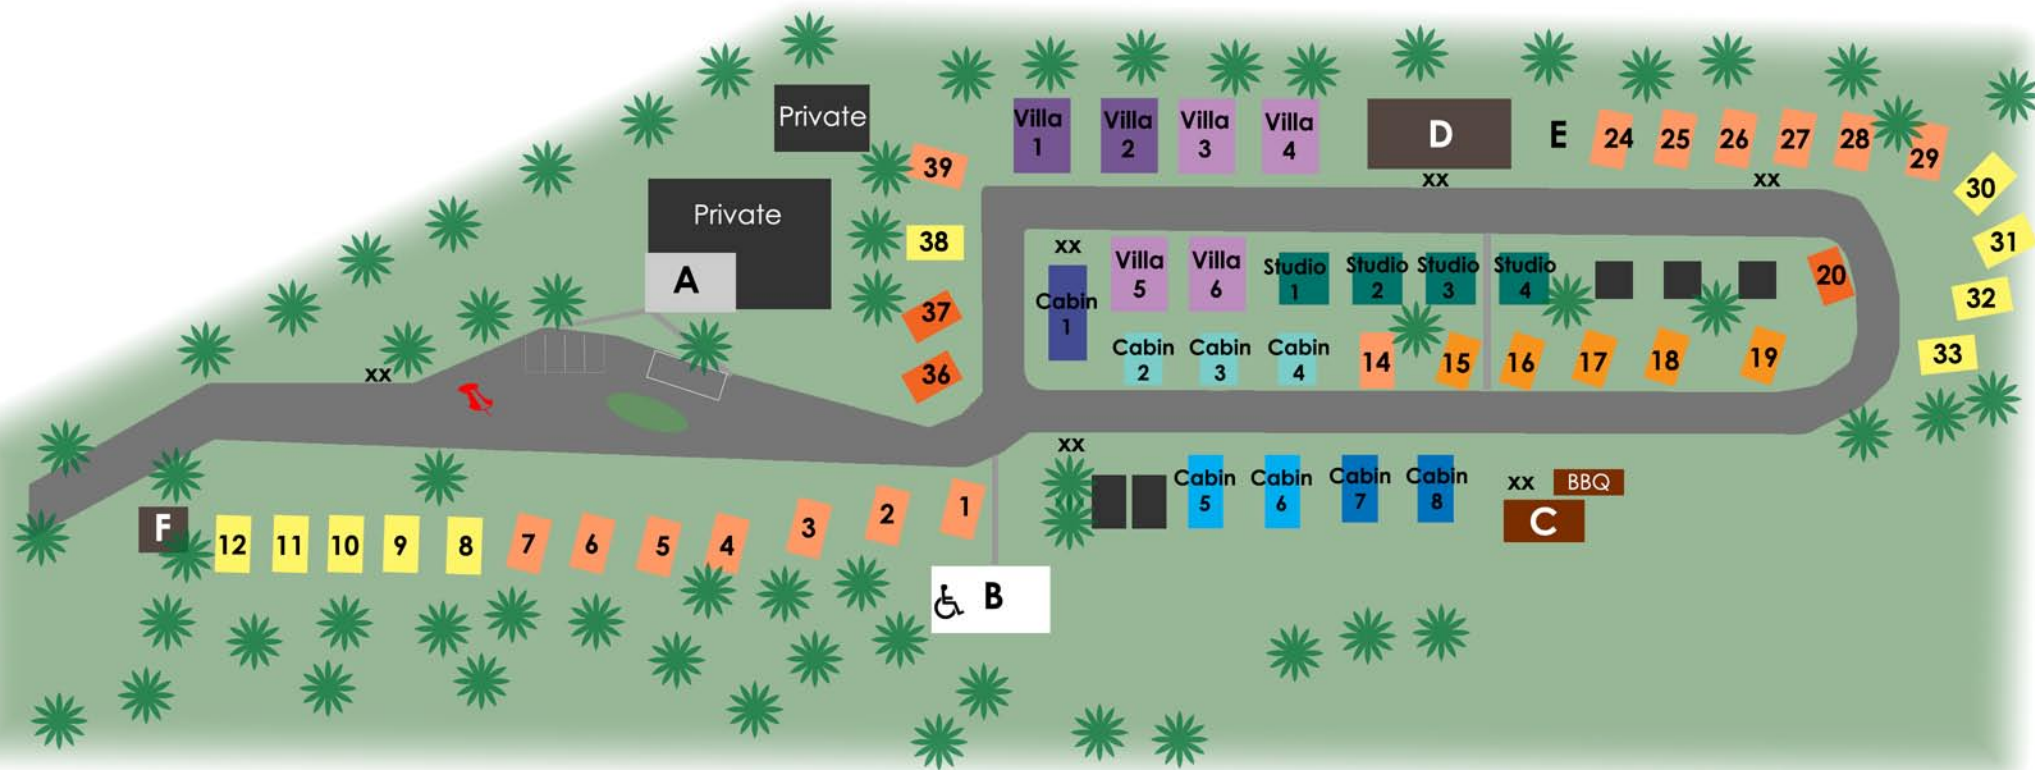 Private
Villa
1
Villa
2
Villa
3
Villa
4
D
E
24
25
26
27
28
29
39
xx
xx
30
Private
38
xx
Villa
5
Villa
6
Studio
1
Studio
2
Studio
3
Studio
4
20
31
A
Cabin
1
32
37
36
xx
Cabin
2
Cabin
3
Cabin
4
14
15
16
17
18
19
33
xx
Cabin
5
Cabin
6
Cabin
7
Cabin
8
xx
BBQ
C
F
12
11
10
9
8
7
6
5
4
3
2
1
B